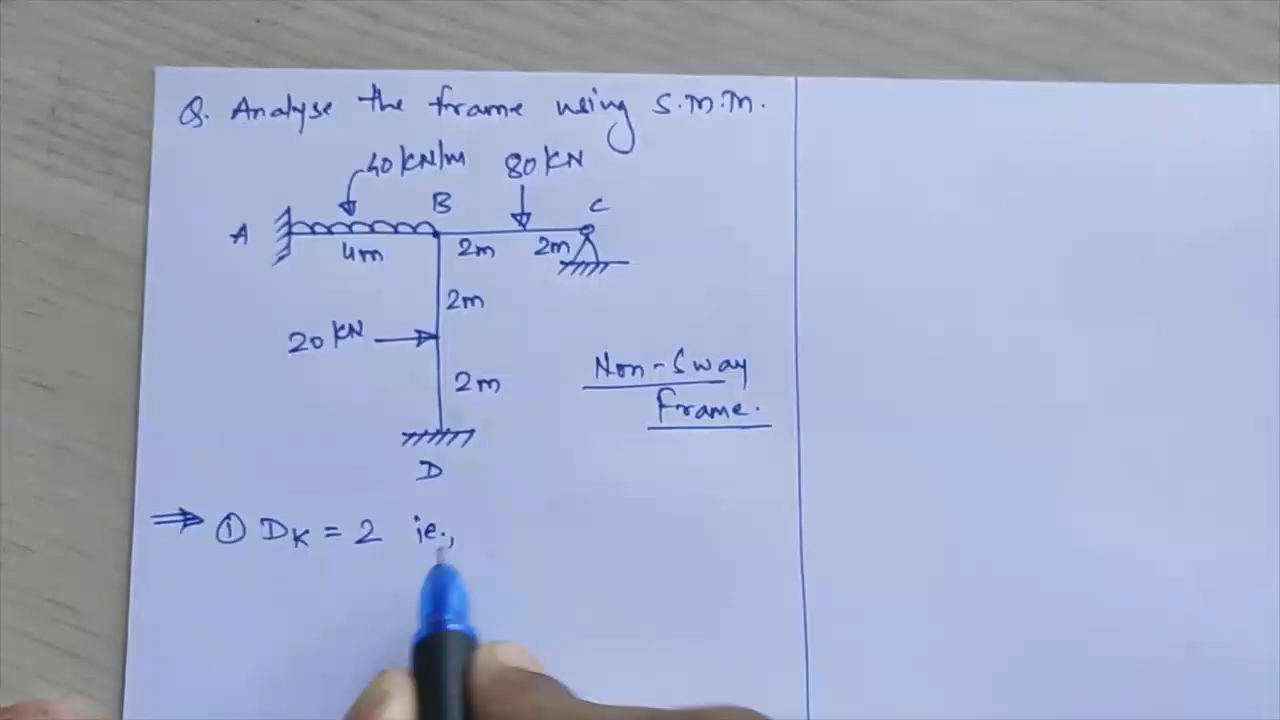 Q. Analyse the frame using S.M.M.
40 KN/m
80 KN
B
C
A
4m
2m
2m
2m
20 KN
2m
Non-Sway
Frame.
D
⇒ ① DK = 2 ie.,